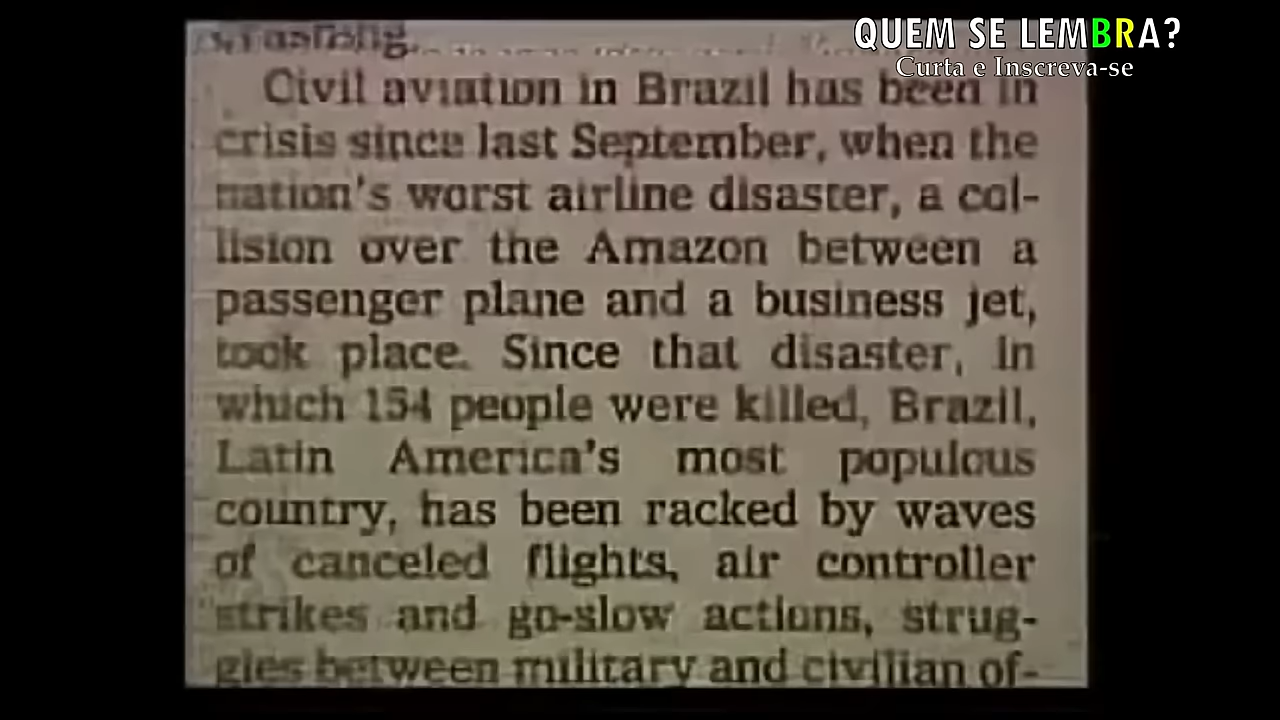 QUEM SE LEMBRA?
Curta e Inscreva-se
Civil aviation in Brazil has been in
crisis since last September, when the
nation's worst airline disaster, a col-
lision over the Amazon between a
passenger plane and a business jet,
took place. Since that disaster, in
which 154 people were killed, Brazil,
Latin America's most populous
country, has been racked by waves
of canceled flights, air controller
strikes and go-slow actions, strug-
gles between military and civilian of-